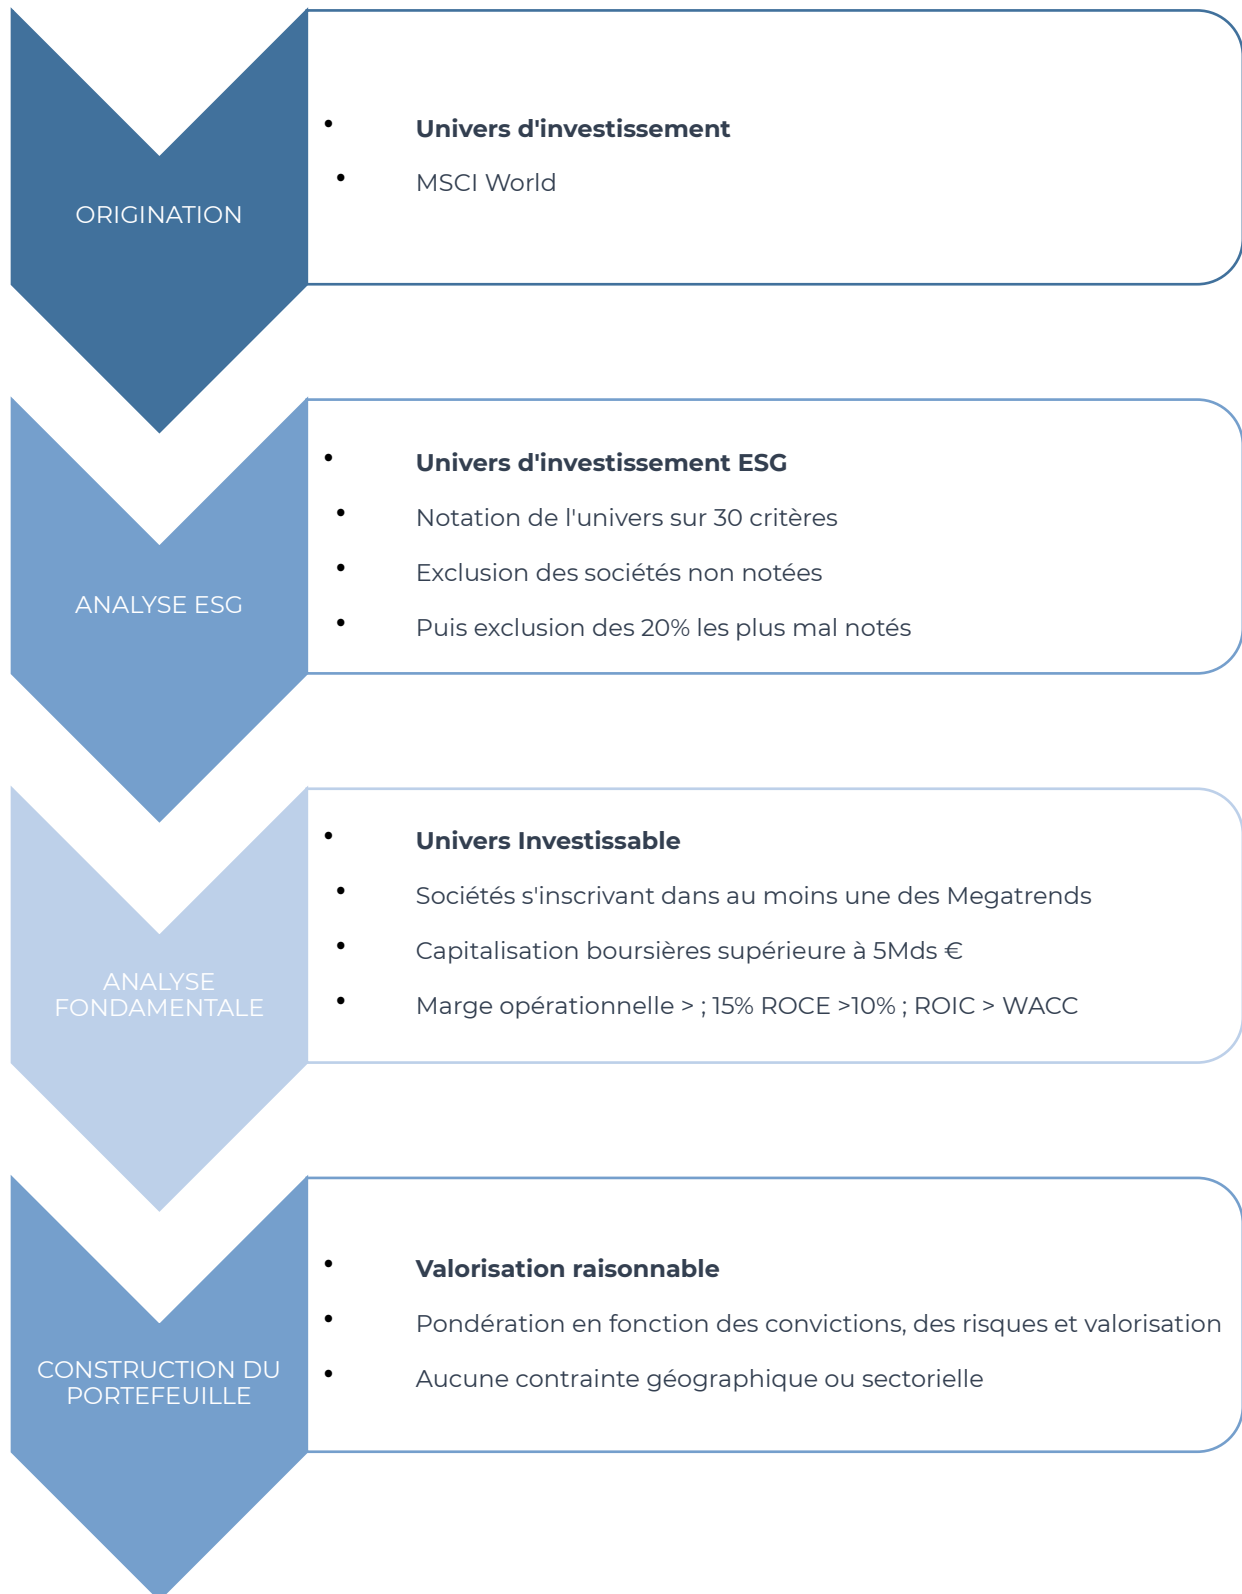 ORIGINATION
• Univers d'investissement
• MSCI World
ANALYSE ESG
• Univers d'investissement ESG
• Notation de l'univers sur 30 critères
• Exclusion des sociétés non notées
• Puis exclusion des 20% les plus mal notés
ANALYSE
FONDAMENTALE
• Univers Investissable
• Sociétés s'inscrivant dans au moins une des Megatrends
• Capitalisation boursières supérieure à 5Mds €
• Marge opérationnelle > ; 15% ROCE >10% ; ROIC > WACC
CONSTRUCTION DU
PORTEFEUILLE
• Valorisation raisonnable
• Pondération en fonction des convictions, des risques et valorisation
• Aucune contrainte géographique ou sectorielle